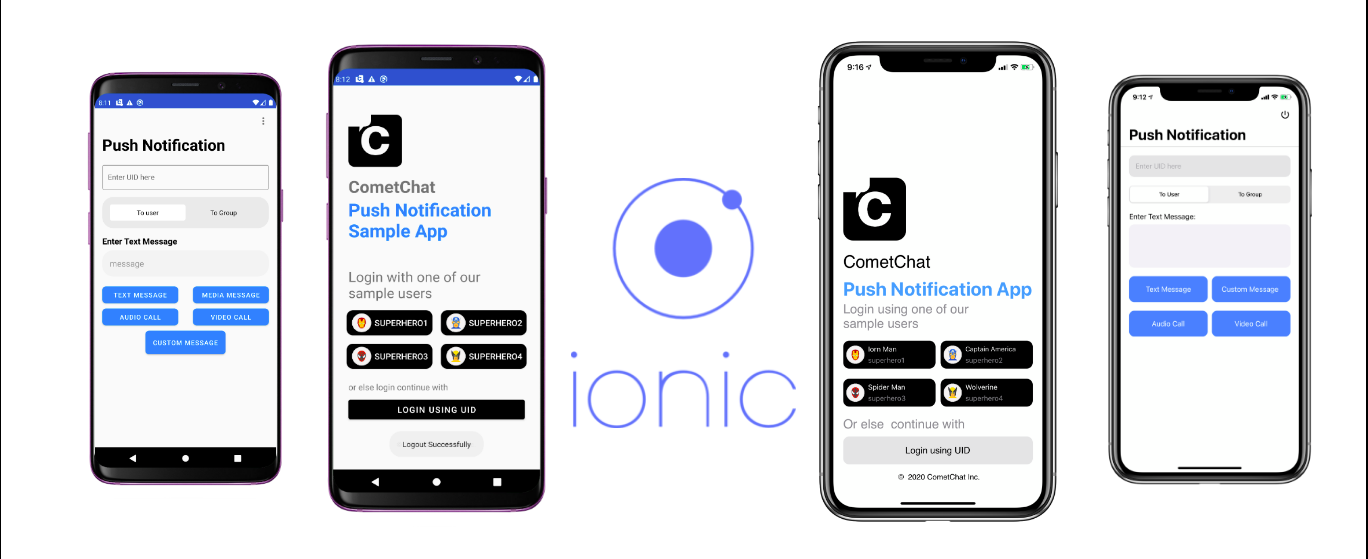 8:11
Push Notification
Enter UID here
To user
To Group
Enter Text Message
message
TEXT MESSAGE
MEDIA MESSAGE
AUDIO CALL
VIDEO CALL
CUSTOM MESSAGE
8:12
C
CometChat
Push Notification
Sample App
Login with one of our
sample users
SUPERHERO1
SUPERHERO2
SUPERHERO3
SUPERHERO4
or else login continue with
LOGIN USING UID
Logout Successfully
ionic
9:16
C
CometChat
Push Notification App
Login using one of our
sample users
Iorn Man
superhero1
Captain America
superhero2
Spider Man
superhero3
Wolverine
superhero4
Or else continue with
Login using UID
© 2020 CometChat Inc.
9:12
Push Notification
Enter UID here
To User
To Group
Enter Text Message:
Text Message
Custom Message
Audio Call
Video Call